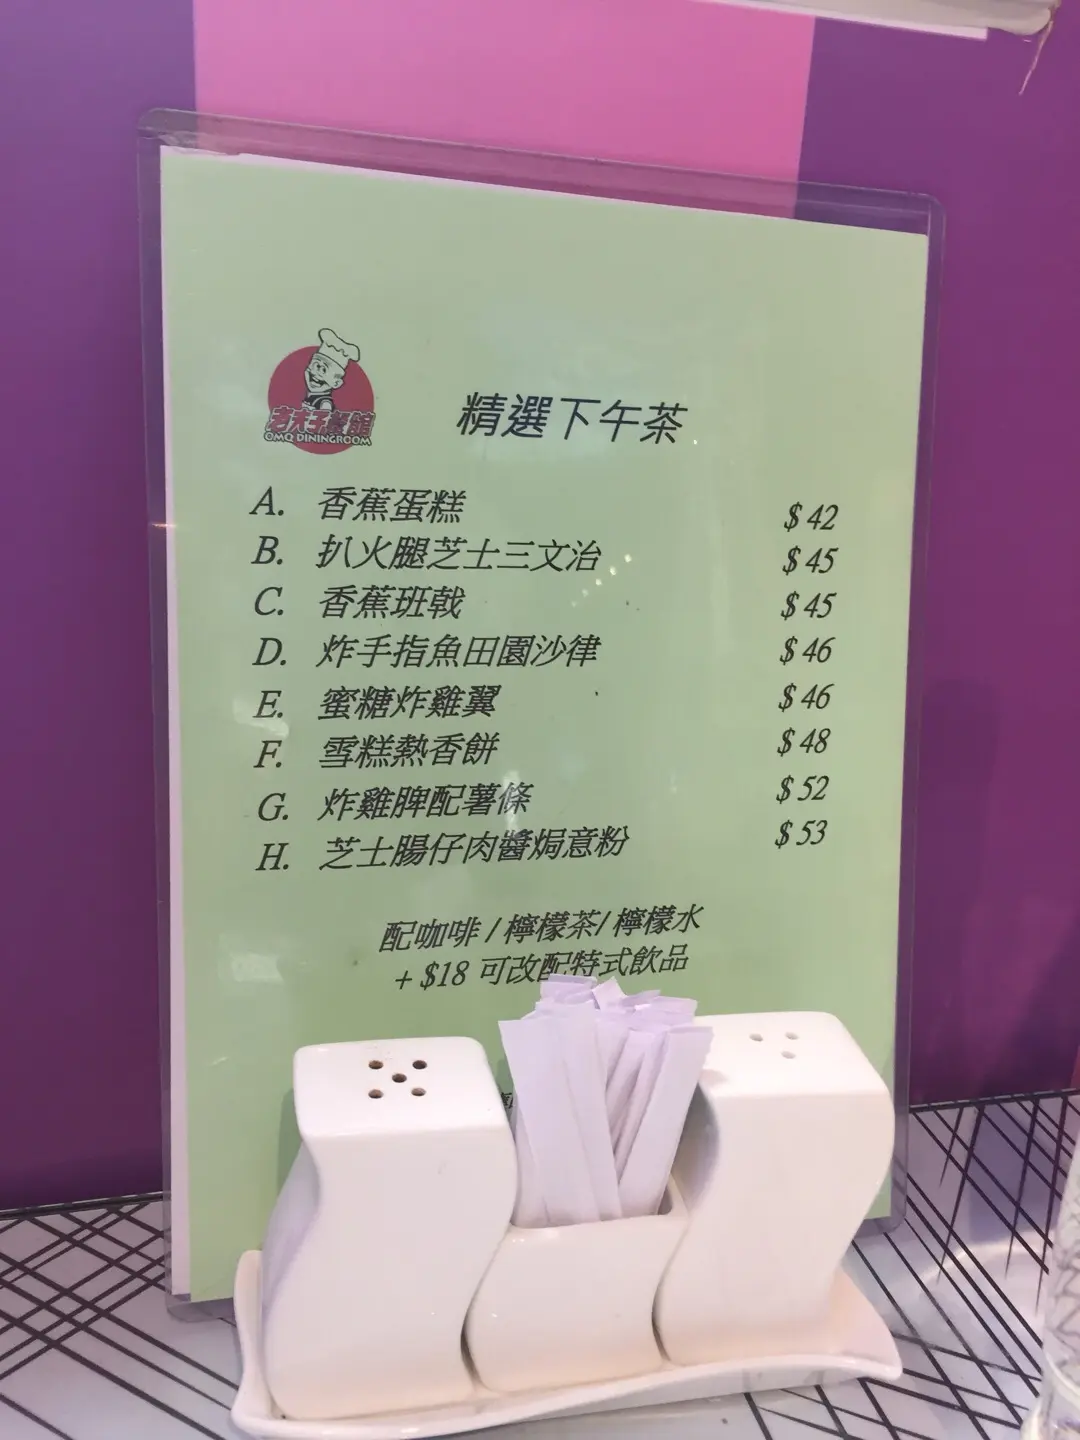 老夫子餐館
OMQ DININGROOM
精選下午茶
A. 香蕉蛋糕 $42
B. 扒火腿芝士三文治 $45
C. 香蕉班戟 $45
D. 炸手指魚田園沙律 $46
E. 蜜糖炸雞翼 $46
F. 雪糕熱香餅 $48
G. 炸雞脾配薯條 $52
H. 芝士腸仔肉醬焗意粉 $53
配咖啡 / 檸檬茶/ 檸檬水
+ $18 可改配特式飲品